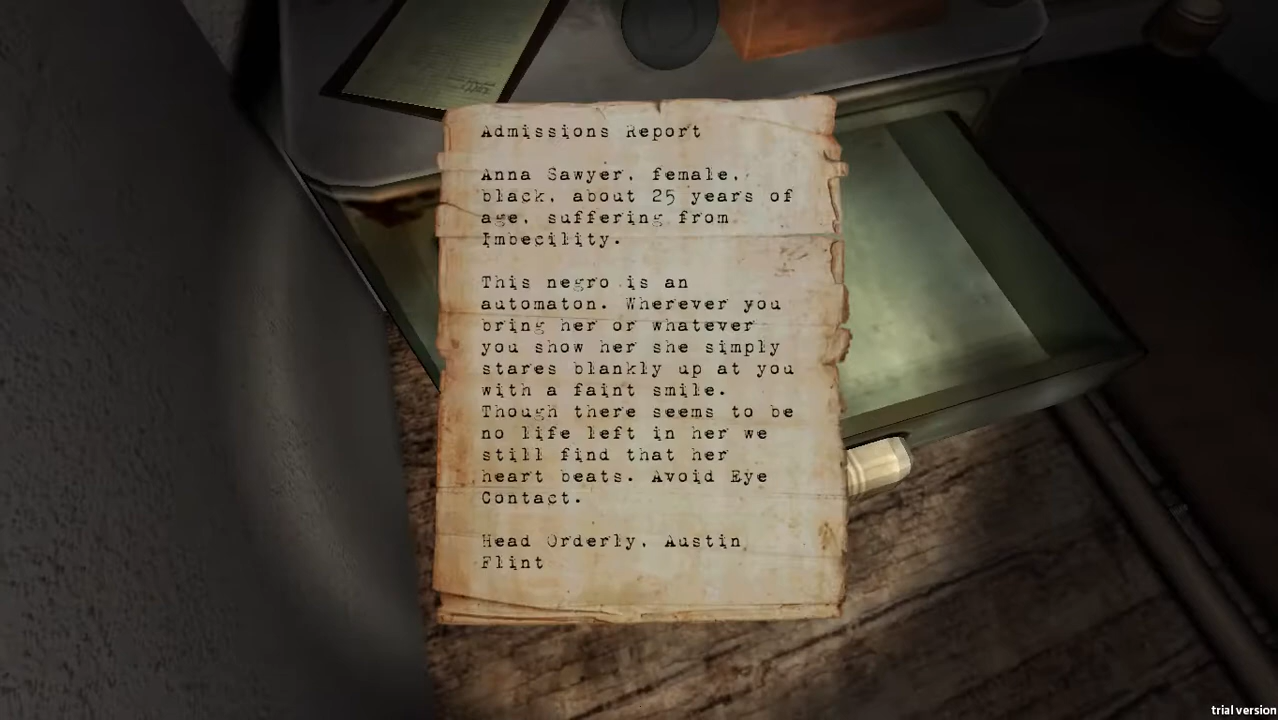 Admissions Report
Anna Sawyer, female,
black, about 25 years of
age, suffering from
Imbecility.
This negro is an
automaton. Wherever you
bring her or whatever
you show her she simply
stares blankly up at you
with a faint smile.
Though there seems to be
no life left in her we
still find that her
heart beats. Avoid Eye
Contact.
Head Orderly, Austin
Flint
trial version